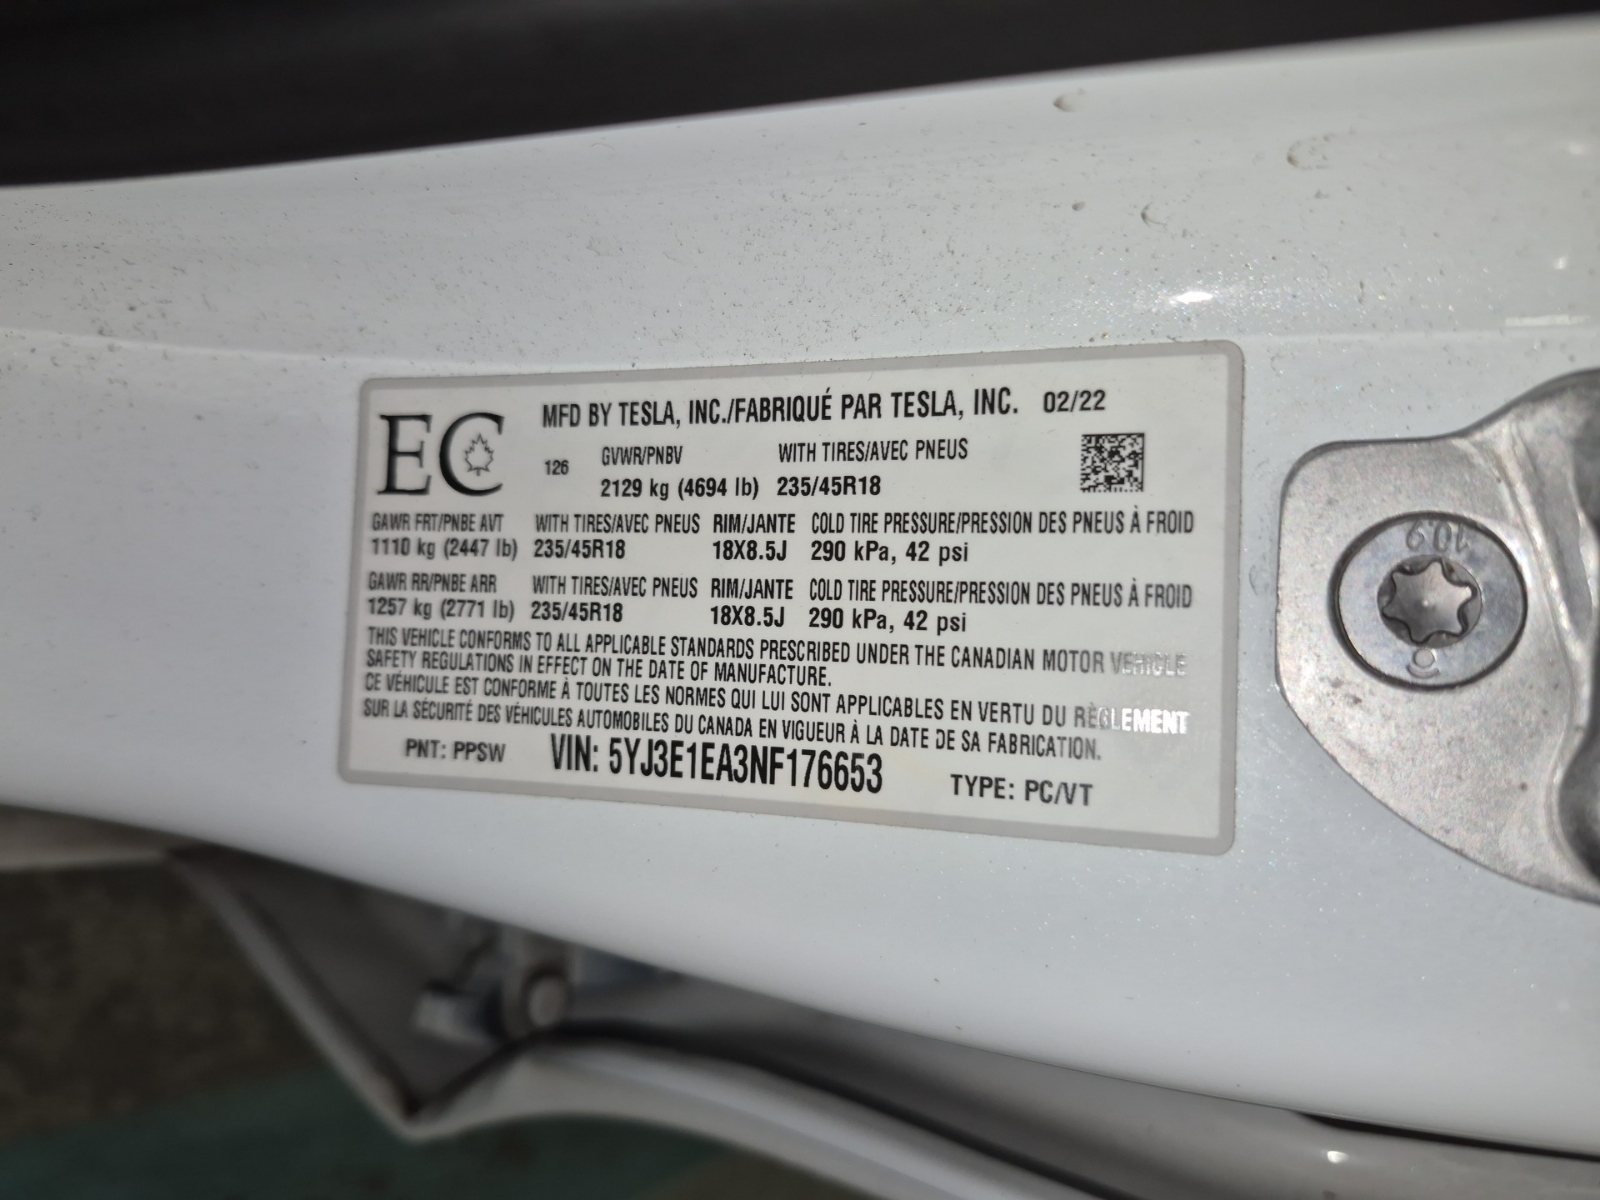 EC
MFD BY TESLA, INC./FABRIQUÉ PAR TESLA, INC. 02/22
126 GVWR/PNBV WITH TIRES/AVEC PNEUS
2129 kg (4694 lb) 235/45R18
GAWR FRT/PNBE AVT WITH TIRES/AVEC PNEUS RIM/JANTE COLD TIRE PRESSURE/PRESSION DES PNEUS À FROID
1110 kg (2447 lb) 235/45R18 18X8.5J 290 kPa, 42 psi
GAWR RR/PNBE ARR WITH TIRES/AVEC PNEUS RIM/JANTE COLD TIRE PRESSURE/PRESSION DES PNEUS À FROID
1257 kg (2771 lb) 235/45R18 18X8.5J 290 kPa, 42 psi
THIS VEHICLE CONFORMS TO ALL APPLICABLE STANDARDS PRESCRIBED UNDER THE CANADIAN MOTOR VEHICLE
SAFETY REGULATIONS IN EFFECT ON THE DATE OF MANUFACTURE.
CE VÉHICULE EST CONFORME À TOUTES LES NORMES QUI LUI SONT APPLICABLES EN VERTU DU RÈGLEMENT
SUR LA SÉCURITÉ DES VÉHICULES AUTOMOBILES DU CANADA EN VIGUEUR À LA DATE DE SA FABRICATION.
PNT: PPSW VIN: 5YJ3E1EA3NF176653 TYPE: PC/VT
10.9